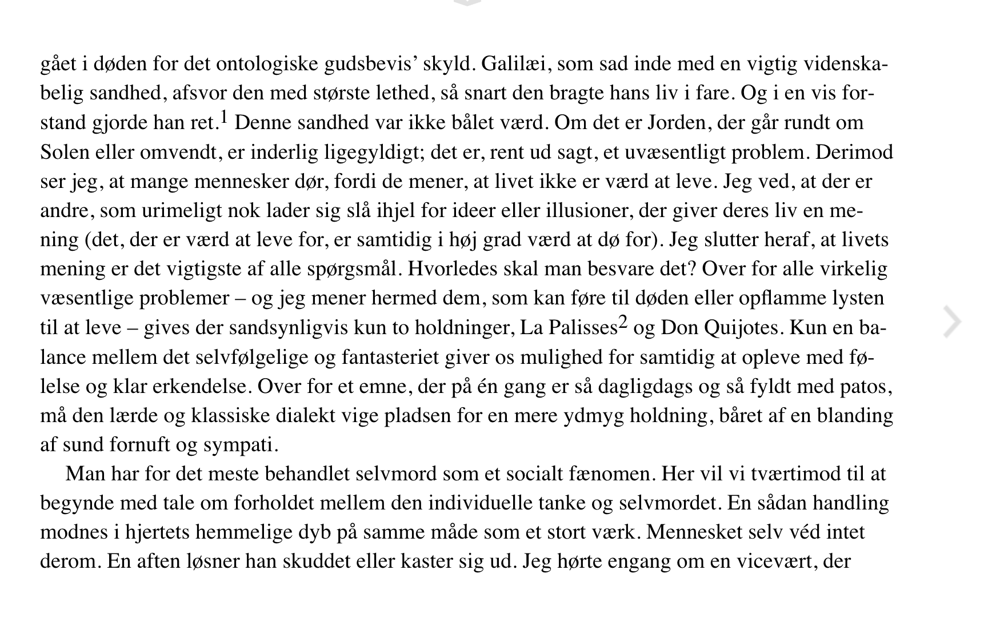 gået i døden for det ontologiske gudsbevis’ skyld. Galilæi, som sad inde med en vigtig videnska-
belig sandhed, afsvor den med største lethed, så snart den bragte hans liv i fare. Og i en vis for-
stand gjorde han ret.1 Denne sandhed var ikke bålet værd. Om det er Jorden, der går rundt om
Solen eller omvendt, er inderlig ligegyldigt; det er, rent ud sagt, et uvæsentligt problem. Derimod
ser jeg, at mange mennesker dør, fordi de mener, at livet ikke er værd at leve. Jeg ved, at der er
andre, som urimeligt nok lader sig slå ihjel for ideer eller illusioner, der giver deres liv en me-
ning (det, der er værd at leve for, er samtidig i høj grad værd at dø for). Jeg slutter heraf, at livets
mening er det vigtigste af alle spørgsmål. Hvorledes skal man besvare det? Over for alle virkelig
væsentlige problemer – og jeg mener hermed dem, som kan føre til døden eller opflamme lysten
til at leve – gives der sandsynligvis kun to holdninger, La Palisses2 og Don Quijotes. Kun en ba-
lance mellem det selvfølgelige og fantasteriet giver os mulighed for samtidig at opleve med fø-
lelse og klar erkendelse. Over for et emne, der på én gang er så dagligdags og så fyldt med patos,
må den lærde og klassiske dialekt vige pladsen for en mere ydmyg holdning, båret af en blanding
af sund fornuft og sympati.
Man har for det meste behandlet selvmord som et socialt fænomen. Her vil vi tværtimod til at
begynde med tale om forholdet mellem den individuelle tanke og selvmordet. En sådan handling
modnes i hjertets hemmelige dyb på samme måde som et stort værk. Mennesket selv véd intet
derom. En aften løsner han skuddet eller kaster sig ud. Jeg hørte engang om en vicevært, der